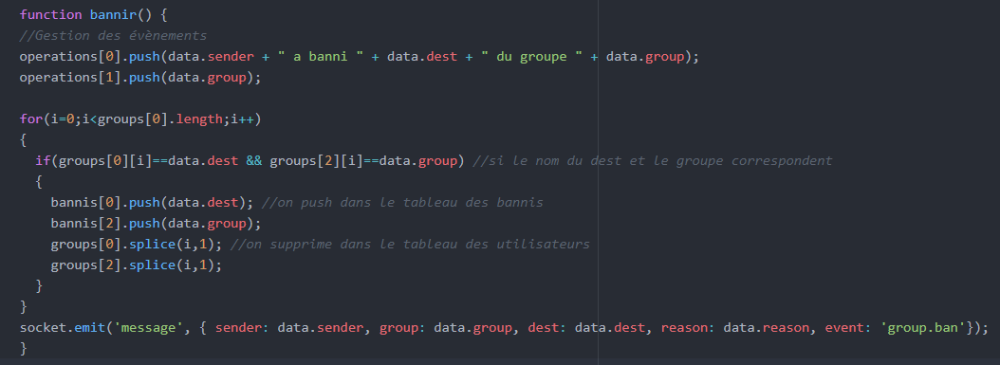 function bannir() {
//Gestion des évènements
operations[0].push(data.sender + " a banni " + data.dest + " du groupe " + data.group);
operations[1].push(data.group);
for(i=0;i<groups[0].length;i++)
{
if(groups[0][i]==data.dest && groups[2][i]==data.group) //si le nom du dest et le groupe correspondent
{
bannis[0].push(data.dest); //on push dans le tableau des bannis
bannis[2].push(data.group);
groups[0].splice(i,1); //on supprime dans le tableau des utilisateurs
groups[2].splice(i,1);
}
}
socket.emit('message', { sender: data.sender, group: data.group, dest: data.dest, reason: data.reason, event: 'group.ban'});
}